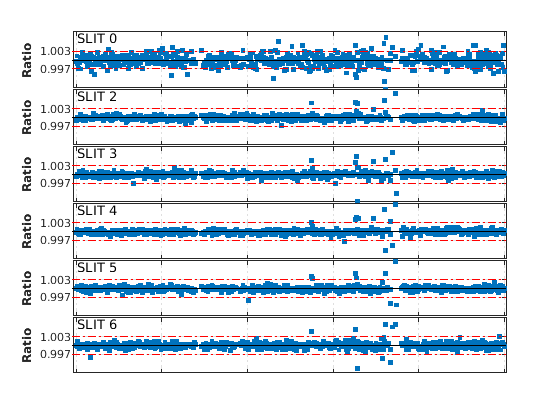 SLIT 0
1.003
0.997
Ratio
SLIT 2
1.003
0.997
Ratio
SLIT 3
1.003
0.997
Ratio
SLIT 4
1.003
0.997
Ratio
SLIT 5
1.003
0.997
Ratio
SLIT 6
1.003
0.997
Ratio